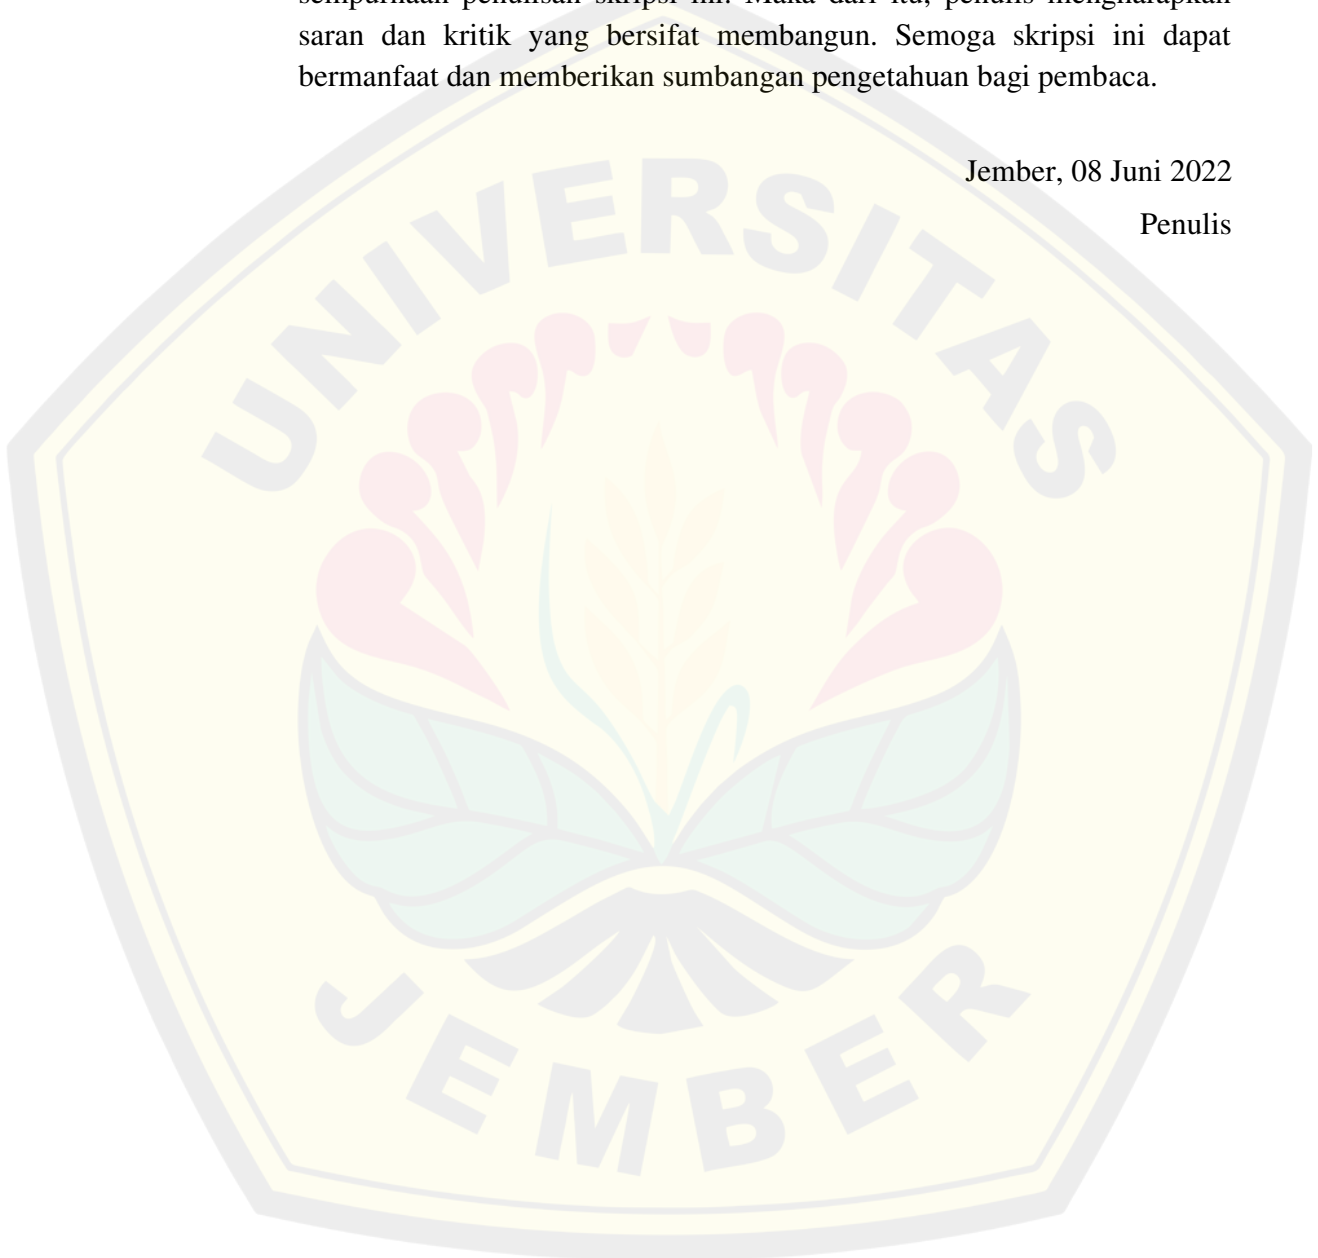 sempurnaan penulisan skripsi ini. Maka dari itu, penulis mengharapkan
saran dan kritik yang bersifat membangun. Semoga skripsi ini dapat
bermanfaat dan memberikan sumbangan pengetahuan bagi pembaca.
Jember, 08 Juni 2022
Penulis
UNIVERSITAS
JEMBER